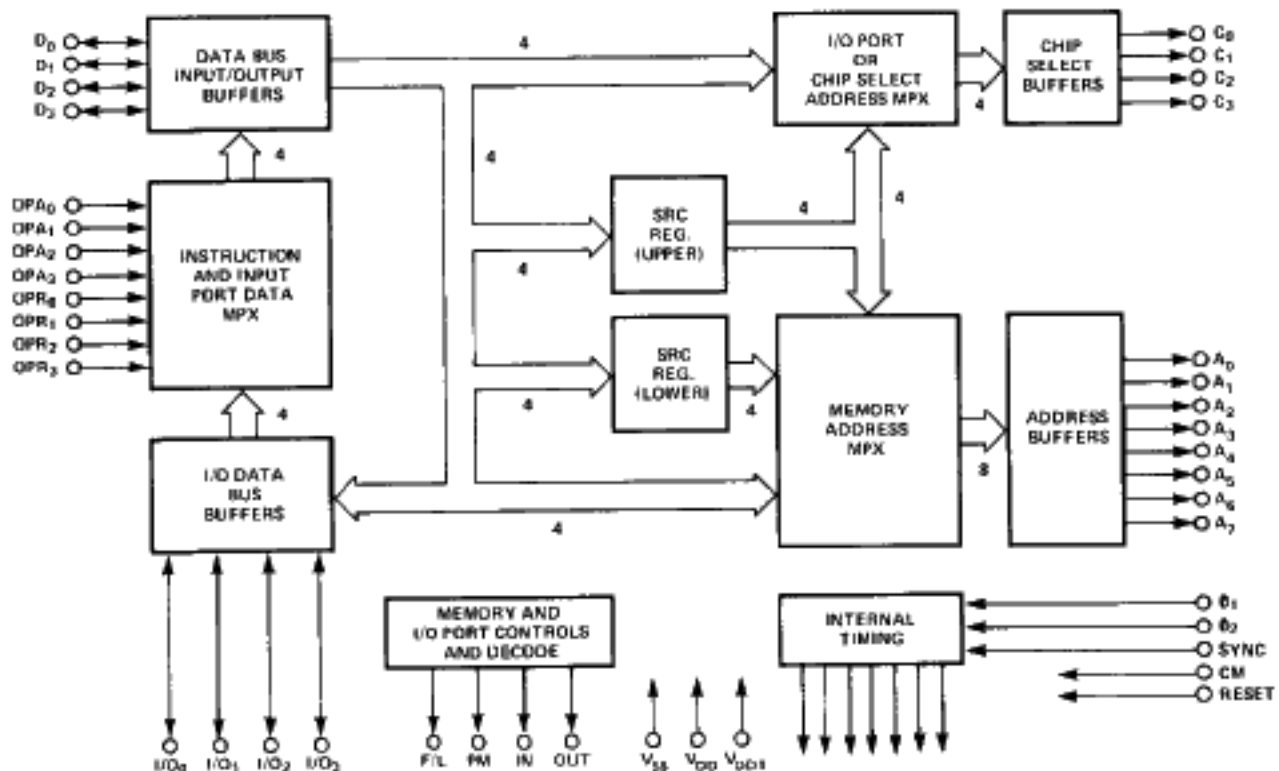 D₀
D₁
D₂
D₃
DATA BUS
INPUT/OUTPUT
BUFFERS
4
I/O PORT
OR
CHIP SELECT
ADDRESS MPX
4
CHIP
SELECT
BUFFERS
C₀
C₁
C₂
C₃
4
4
OPA₀
OPA₁
OPA₂
OPA₃
OPR₀
OPR₁
OPR₂
OPR₃
INSTRUCTION
AND INPUT
PORT DATA
MPX
4
SRC
REG.
(UPPER)
4
4
4
SRC
REG.
(LOWER)
4
MEMORY
ADDRESS
MPX
8
ADDRESS
BUFFERS
A₀
A₁
A₂
A₃
A₄
A₅
A₆
A₇
4
I/O DATA
BUS
BUFFERS
4
MEMORY AND
I/O PORT CONTROLS
AND DECODE
INTERNAL
TIMING
Φ₁
Φ₂
SYNC
CM
RESET
I/O₀
I/O₁
I/O₂
I/O₃
F/L
PM
IN
OUT
V_SS
V_DD
V_DD1